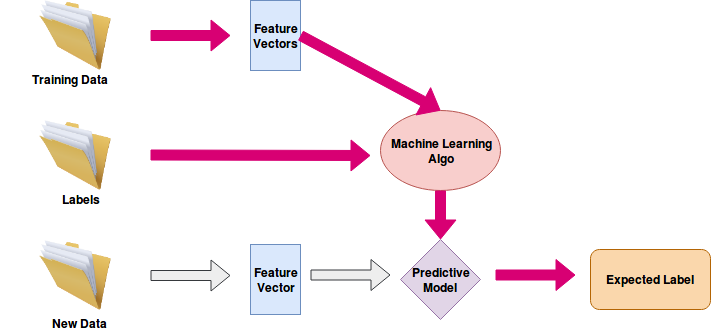 Feature
Vectors
Training Data
Machine Learning
Algo
Labels
Feature
Vector
Predictive
Model
Expected Label
New Data